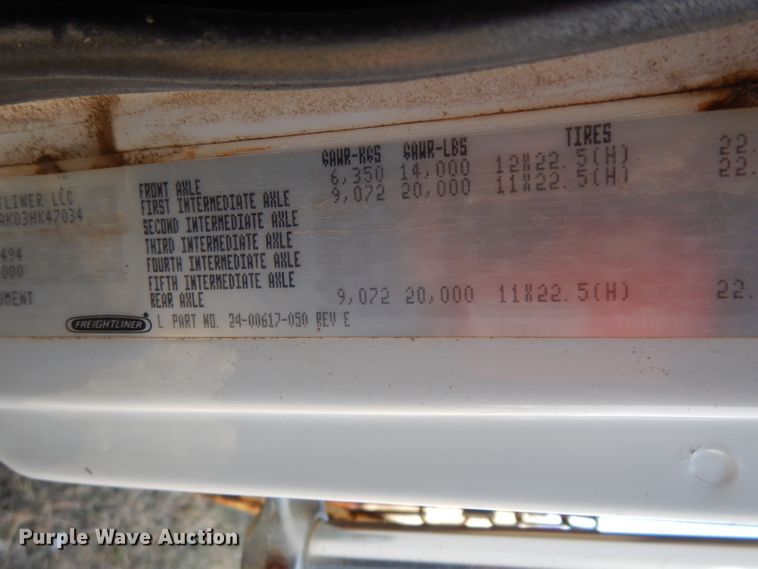 GAWR-KGS GAWR-LBS TIRES
FRONT AXLE 6,350 14,000 12R22.5(H) 22.
FIRST INTERMEDIATE AXLE 9,072 20,000 11R22.5(H) 22.
SECOND INTERMEDIATE AXLE
THIRD INTERMEDIATE AXLE
FOURTH INTERMEDIATE AXLE
FIFTH INTERMEDIATE AXLE
REAR AXLE 9,072 20,000 11R22.5(H) 22.
TLINER LLC
AK03HK47034
494
000
UMENT
FREIGHTLINER L PART NO. 24-00617-050 REV E
Purple Wave Auction